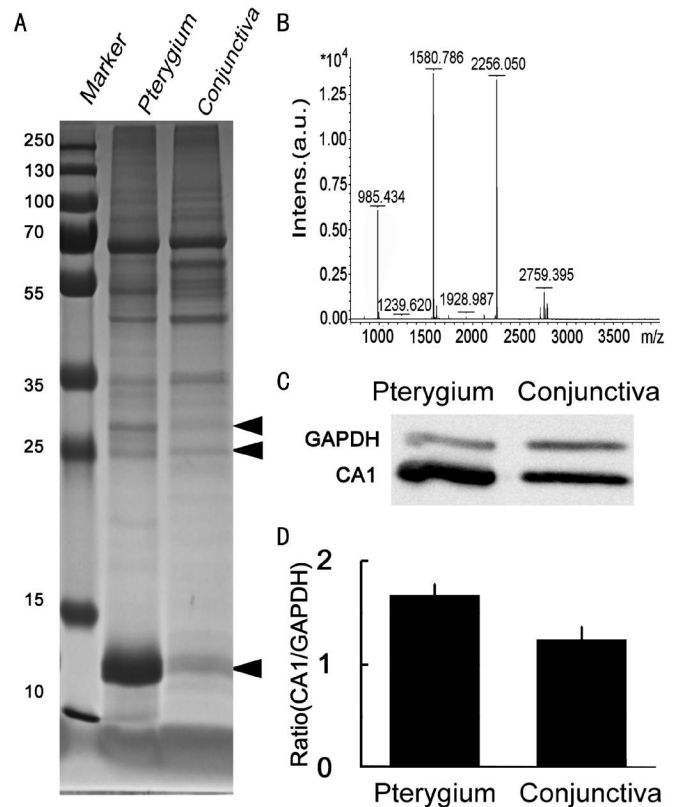 A
Marker
Pterygium
Conjunctiva
250
130
100
70
55
35
25
15
10
B
*10⁴
Intens.(a.u.)
1.25
1.00
0.75
0.50
0.25
0.00
985.434
1239.620
1580.786
1928.987
2256.050
2759.395
1000 1500 2000 2500 3000 3500 m/z
C
Pterygium Conjunctiva
GAPDH
CA1
D
Ratio(CA1/GAPDH)
2
1
0
Pterygium Conjunctiva